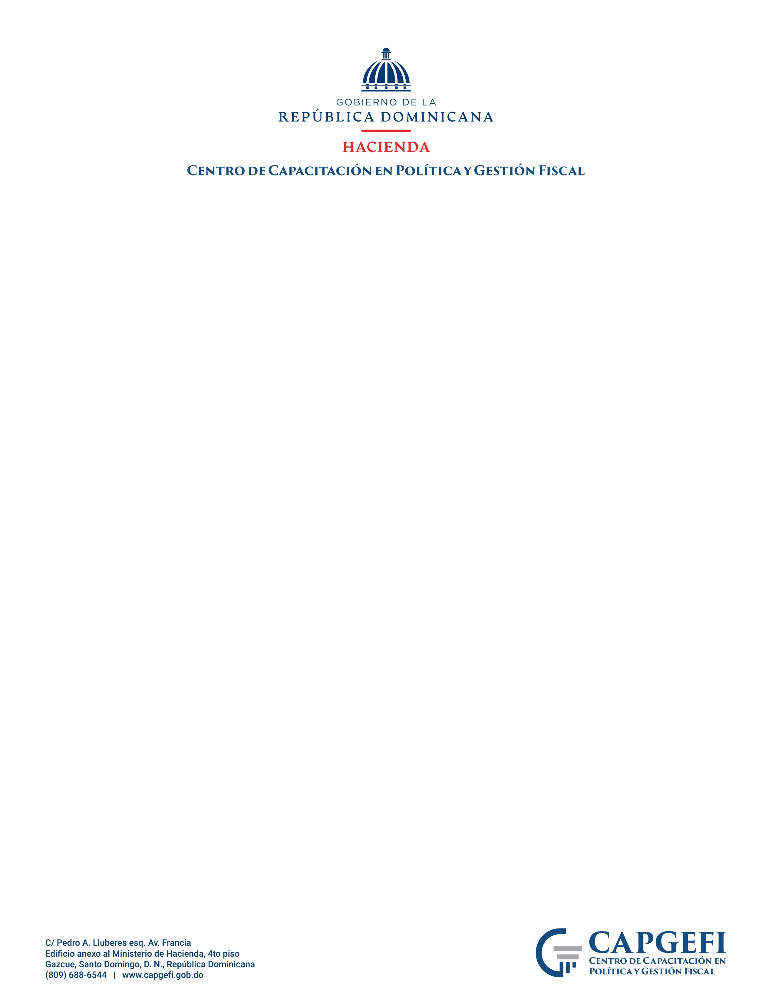 GOBIERNO DE LA
REPÚBLICA DOMINICANA
HACIENDA
CENTRO DE CAPACITACIÓN EN POLÍTICA Y GESTIÓN FISCAL
C/ Pedro A. Lluberes esq. Av. Francia
Edificio anexo al Ministerio de Hacienda, 4to piso
Gazcue, Santo Domingo, D. N., República Dominicana
(809) 688-6544 | www.capgefi.gob.do
CAPGEFI
CENTRO DE CAPACITACIÓN EN
POLÍTICA Y GESTIÓN FISCAL